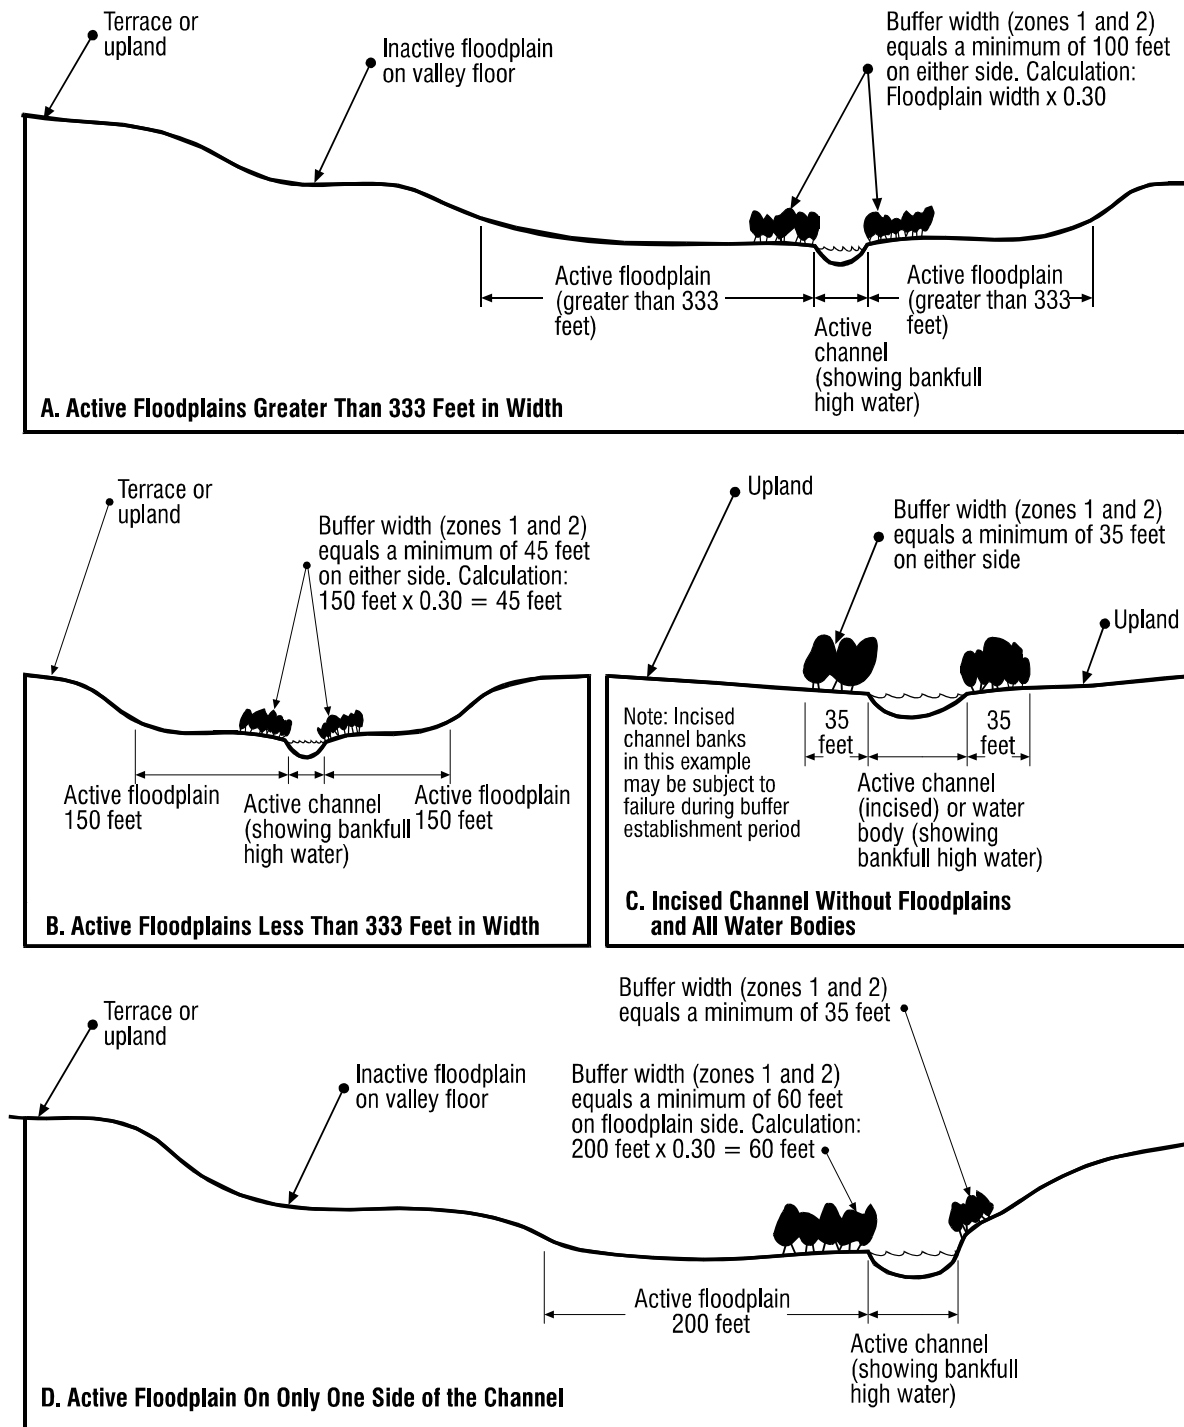 Terrace or
upland
Inactive floodplain
on valley floor
Buffer width (zones 1 and 2)
equals a minimum of 100 feet
on either side. Calculation:
Floodplain width x 0.30
Active floodplain
(greater than 333
feet)
Active
channel
(showing bankfull
high water)
Active floodplain
(greater than 333
feet)
A. Active Floodplains Greater Than 333 Feet in Width
Terrace or
upland
Buffer width (zones 1 and 2)
equals a minimum of 45 feet
on either side. Calculation:
150 feet x 0.30 = 45 feet
Active floodplain
150 feet
Active channel
(showing bankfull
high water)
Active floodplain
150 feet
B. Active Floodplains Less Than 333 Feet in Width
Upland
Buffer width (zones 1 and 2)
equals a minimum of 35 feet
on either side
Upland
Note: Incised
channel banks
in this example
may be subject to
failure during buffer
establishment period
35
feet
35
feet
Active channel
(incised) or water
body (showing
bankfull high water)
C. Incised Channel Without Floodplains
and All Water Bodies
Terrace or
upland
Inactive floodplain
on valley floor
Buffer width (zones 1 and 2)
equals a minimum of 60 feet
on floodplain side. Calculation:
200 feet x 0.30 = 60 feet
Buffer width (zones 1 and 2)
equals a minimum of 35 feet
Active floodplain
200 feet
Active channel
(showing bankfull
high water)
D. Active Floodplain On Only One Side of the Channel